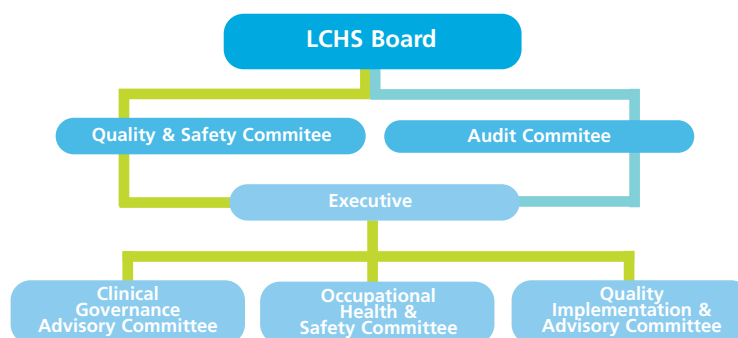 LCHS Board
Quality & Safety Commitee
Audit Commitee
Executive
Clinical
Governance
Advisory Committee
Occupational
Health &
Safety Committee
Quality
Implementation &
Advisory Committee